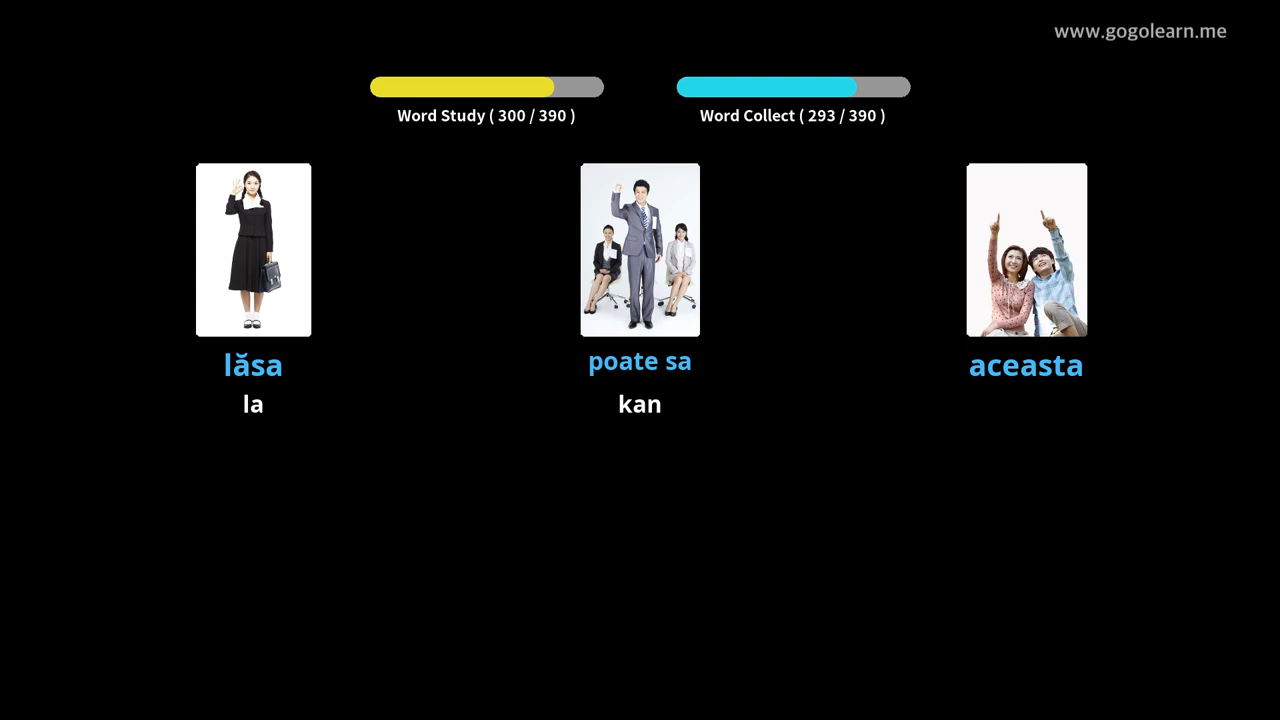 www.gogolearn.me
Word Study ( 300 / 390 )
Word Collect ( 293 / 390 )
lăsa
poate sa
aceasta
la
kan